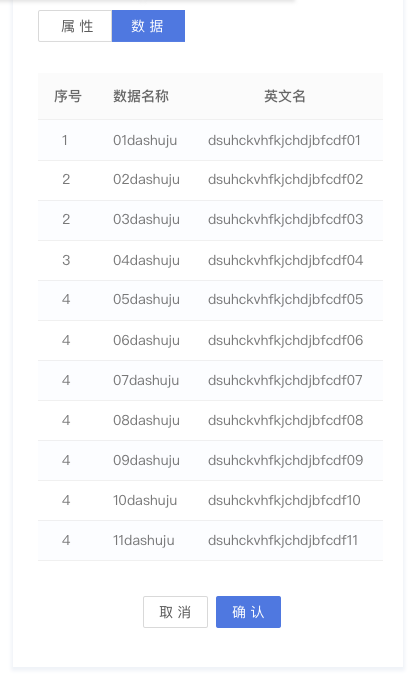 属 性 数 据
序号 数据名称 英文名
1 01dashuju dsuhckvhfkjchdjbfcdf01
2 02dashuju dsuhckvhfkjchdjbfcdf02
2 03dashuju dsuhckvhfkjchdjbfcdf03
3 04dashuju dsuhckvhfkjchdjbfcdf04
4 05dashuju dsuhckvhfkjchdjbfcdf05
4 06dashuju dsuhckvhfkjchdjbfcdf06
4 07dashuju dsuhckvhfkjchdjbfcdf07
4 08dashuju dsuhckvhfkjchdjbfcdf08
4 09dashuju dsuhckvhfkjchdjbfcdf09
4 10dashuju dsuhckvhfkjchdjbfcdf10
4 11dashuju dsuhckvhfkjchdjbfcdf11
取 消 确 认